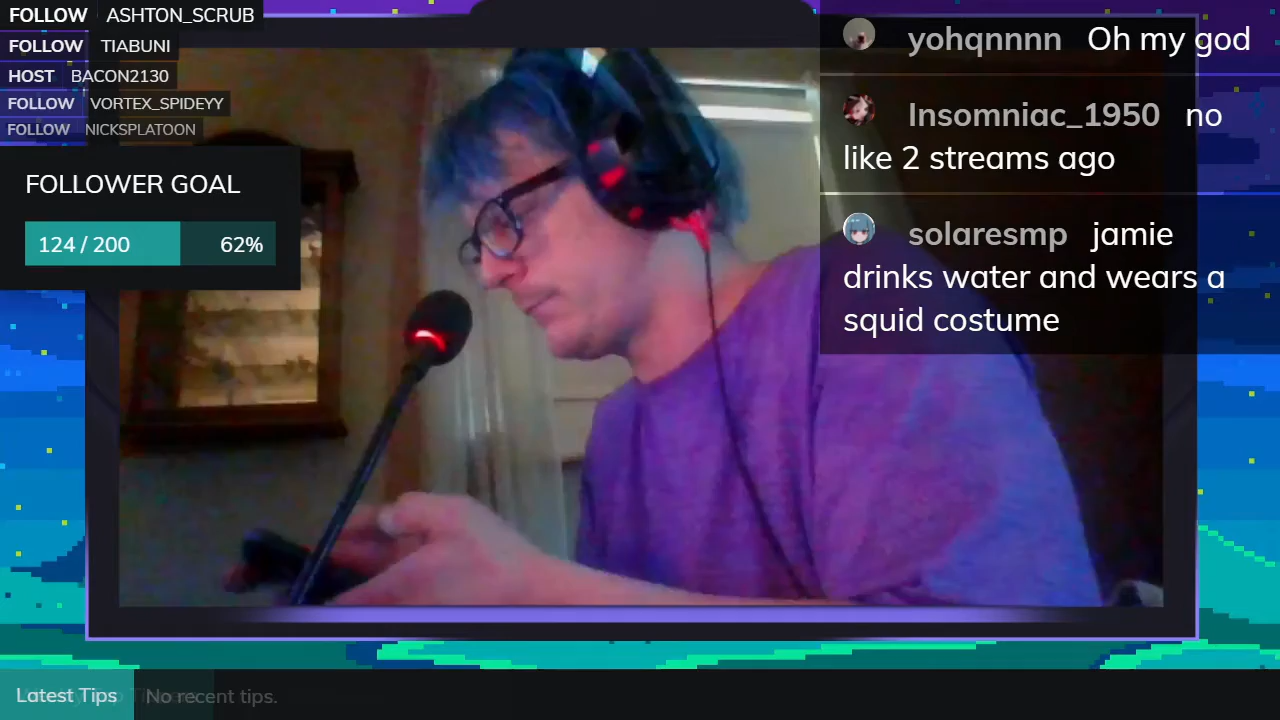 FOLLOW ASHTON_SCRUB
FOLLOW TIABUNI
HOST BACON2130
FOLLOW VORTEX_SPIDEYY
FOLLOW NICKSPLATOON
FOLLOWER GOAL
124 / 200 62%
yohqnnnn Oh my god
Insomniac_1950 no
like 2 streams ago
solaresmp jamie
drinks water and wears a
squid costume
Latest Tips No recent tips.